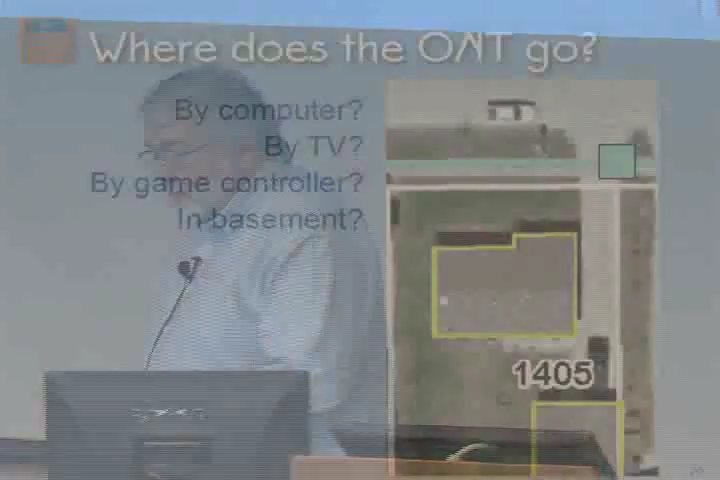 Where does the ONT go?
By computer?
By TV?
By game controller?
In basement?
1405